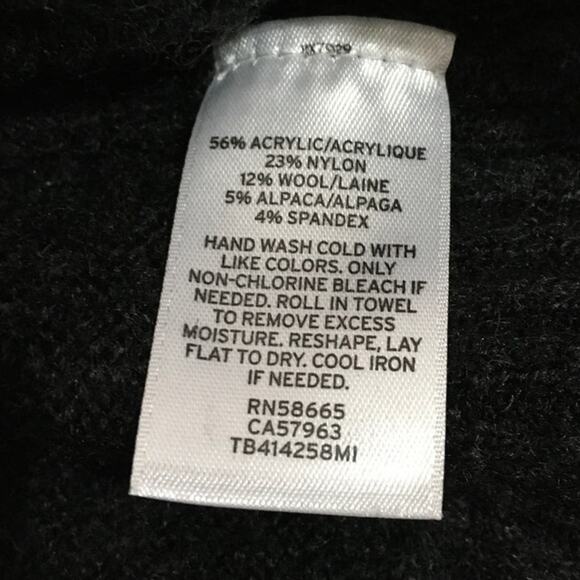 56% ACRYLIC/ACRYLIQUE
23% NYLON
12% WOOL/LAINE
5% ALPACA/ALPAGA
4% SPANDEX
HAND WASH COLD WITH
LIKE COLORS. ONLY
NON-CHLORINE BLEACH IF
NEEDED. ROLL IN TOWEL
TO REMOVE EXCESS
MOISTURE. RESHAPE, LAY
FLAT TO DRY. COOL IRON
IF NEEDED.
RN58665
CA57963
TB414258M1